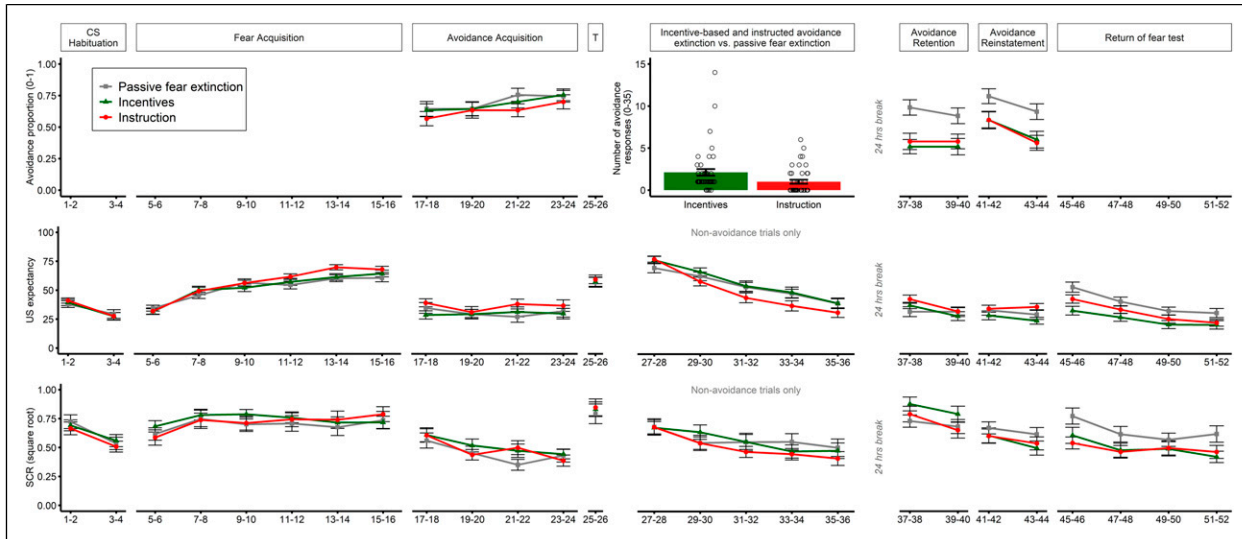 CS
Habituation
Fear Acquisition
Avoidance Acquisition
T
Incentive-based and instructed avoidance
extinction vs. passive fear extinction
Avoidance
Retention
Avoidance
Reinstatement
Return of fear test
Avoidance proportion (0-1)
1.00
0.75
0.50
0.25
0.00
Passive fear extinction
Incentives
Instruction
1-2 3-4 5-6 7-8 9-10 11-12 13-14 15-16 17-18 19-20 21-22 23-24 25-26
Number of avoidance
responses (0-35)
15
10
5
0
Incentives Instruction
24 hrs break
37-38 39-40 41-42 43-44 45-46 47-48 49-50 51-52
US expectancy
100
75
50
25
0
Non-avoidance trials only
24 hrs break
1-2 3-4 5-6 7-8 9-10 11-12 13-14 15-16 17-18 19-20 21-22 23-24 25-26 27-28 29-30 31-32 33-34 35-36 37-38 39-40 41-42 43-44 45-46 47-48 49-50 51-52
SCR (square root)
1.00
0.75
0.50
0.25
0.00
Non-avoidance trials only
24 hrs break
1-2 3-4 5-6 7-8 9-10 11-12 13-14 15-16 17-18 19-20 21-22 23-24 25-26 27-28 29-30 31-32 33-34 35-36 37-38 39-40 41-42 43-44 45-46 47-48 49-50 51-52